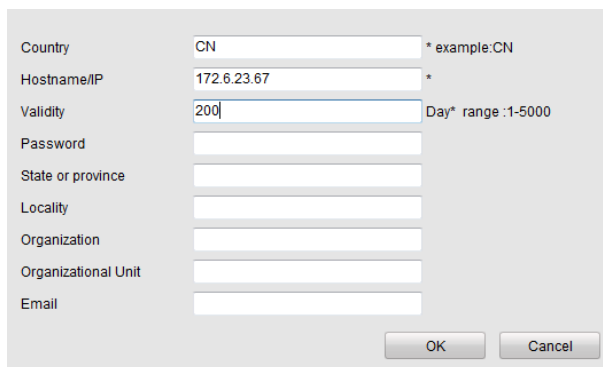 Country CN * example:CN
Hostname/IP 172.6.23.67 *
Validity 200 Day* range :1-5000
Password
State or province
Locality
Organization
Organizational Unit
Email
OK Cancel